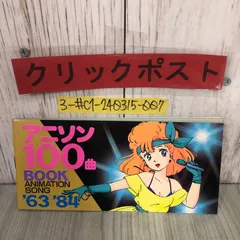 クリックポスト
3-#C1-240315-007
アニソン
100曲
BOOK
ANIMATION
SONG
'63 '84